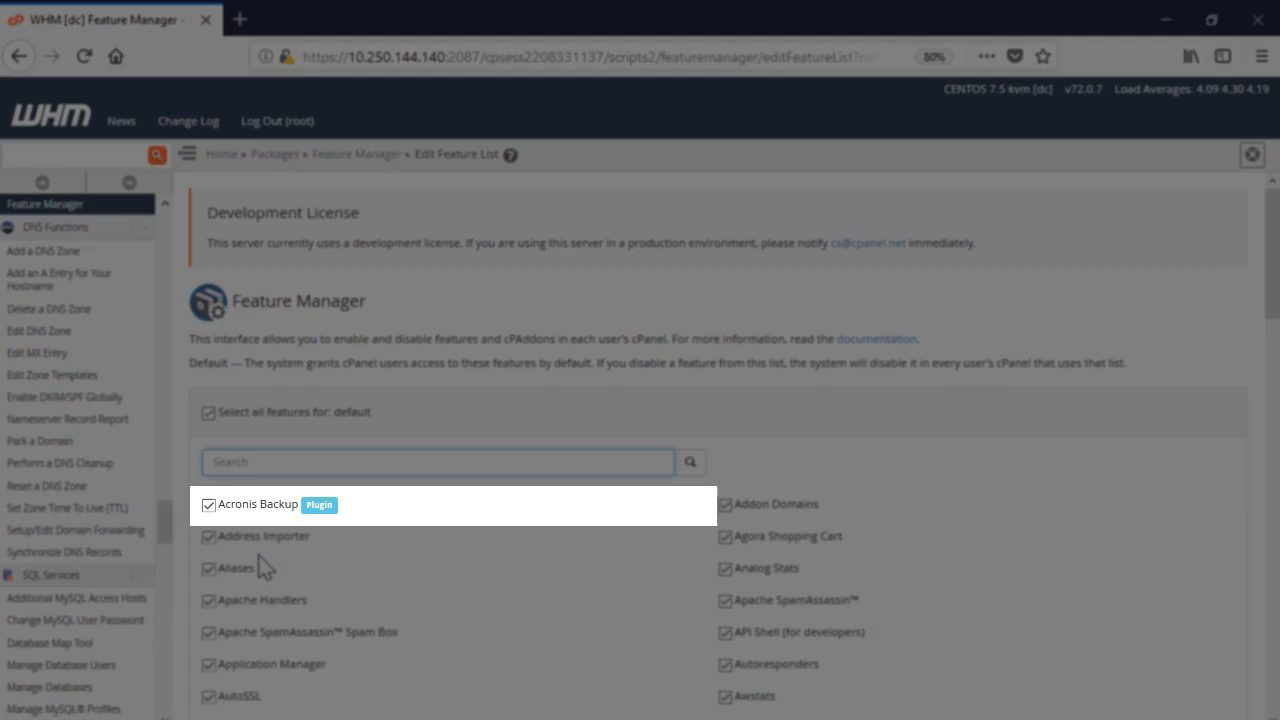 WHM [dc] Feature Manager -
https://10.250.144.140:2087/cpsess2208331137/scripts2/featuremanager/editFeatureList?
80%
CENTOS 7.5 kvm [dc] v72.0.7 Load Averages: 4.09 4.30 4.19
WHM
News Change Log Log Out (root)
Home » Packages » Feature Manager » Edit Feature List
Feature Manager
DNS Functions
Add a DNS Zone
Add an A Entry for Your
Hostname
Delete a DNS Zone
Edit DNS Zone
Edit MX Entry
Edit Zone Templates
Enable DKIM/SPF Globally
Nameserver Record Report
Park a Domain
Perform a DNS Cleanup
Reset a DNS Zone
Set Zone Time To Live (TTL)
Setup/Edit Domain Forwarding
Synchronize DNS Records
SQL Services
Additional MySQL Access Hosts
Change MySQL User Password
Database Map Tool
Manage Database Users
Manage Databases
Manage MySQL® Profiles
Development License
This server currently uses a development license. If you are using this server in a production environment, please notify cs@cpanel.net immediately.
Feature Manager
This interface allows you to enable and disable features and cPAddons in each user's cPanel. For more information, read the documentation.
Default — The system grants cPanel users access to these features by default. If you disable a feature from this list, the system will disable it in every user's cPanel that uses that list.
Select all features for: default
Search
Acronis Backup Plugin
Addon Domains
Address Importer
Agora Shopping Cart
Aliases
Analog Stats
Apache Handlers
Apache SpamAssassin™
Apache SpamAssassin™ Spam Box
API Shell (for developers)
Application Manager
Autoresponders
AutoSSL
Awstats